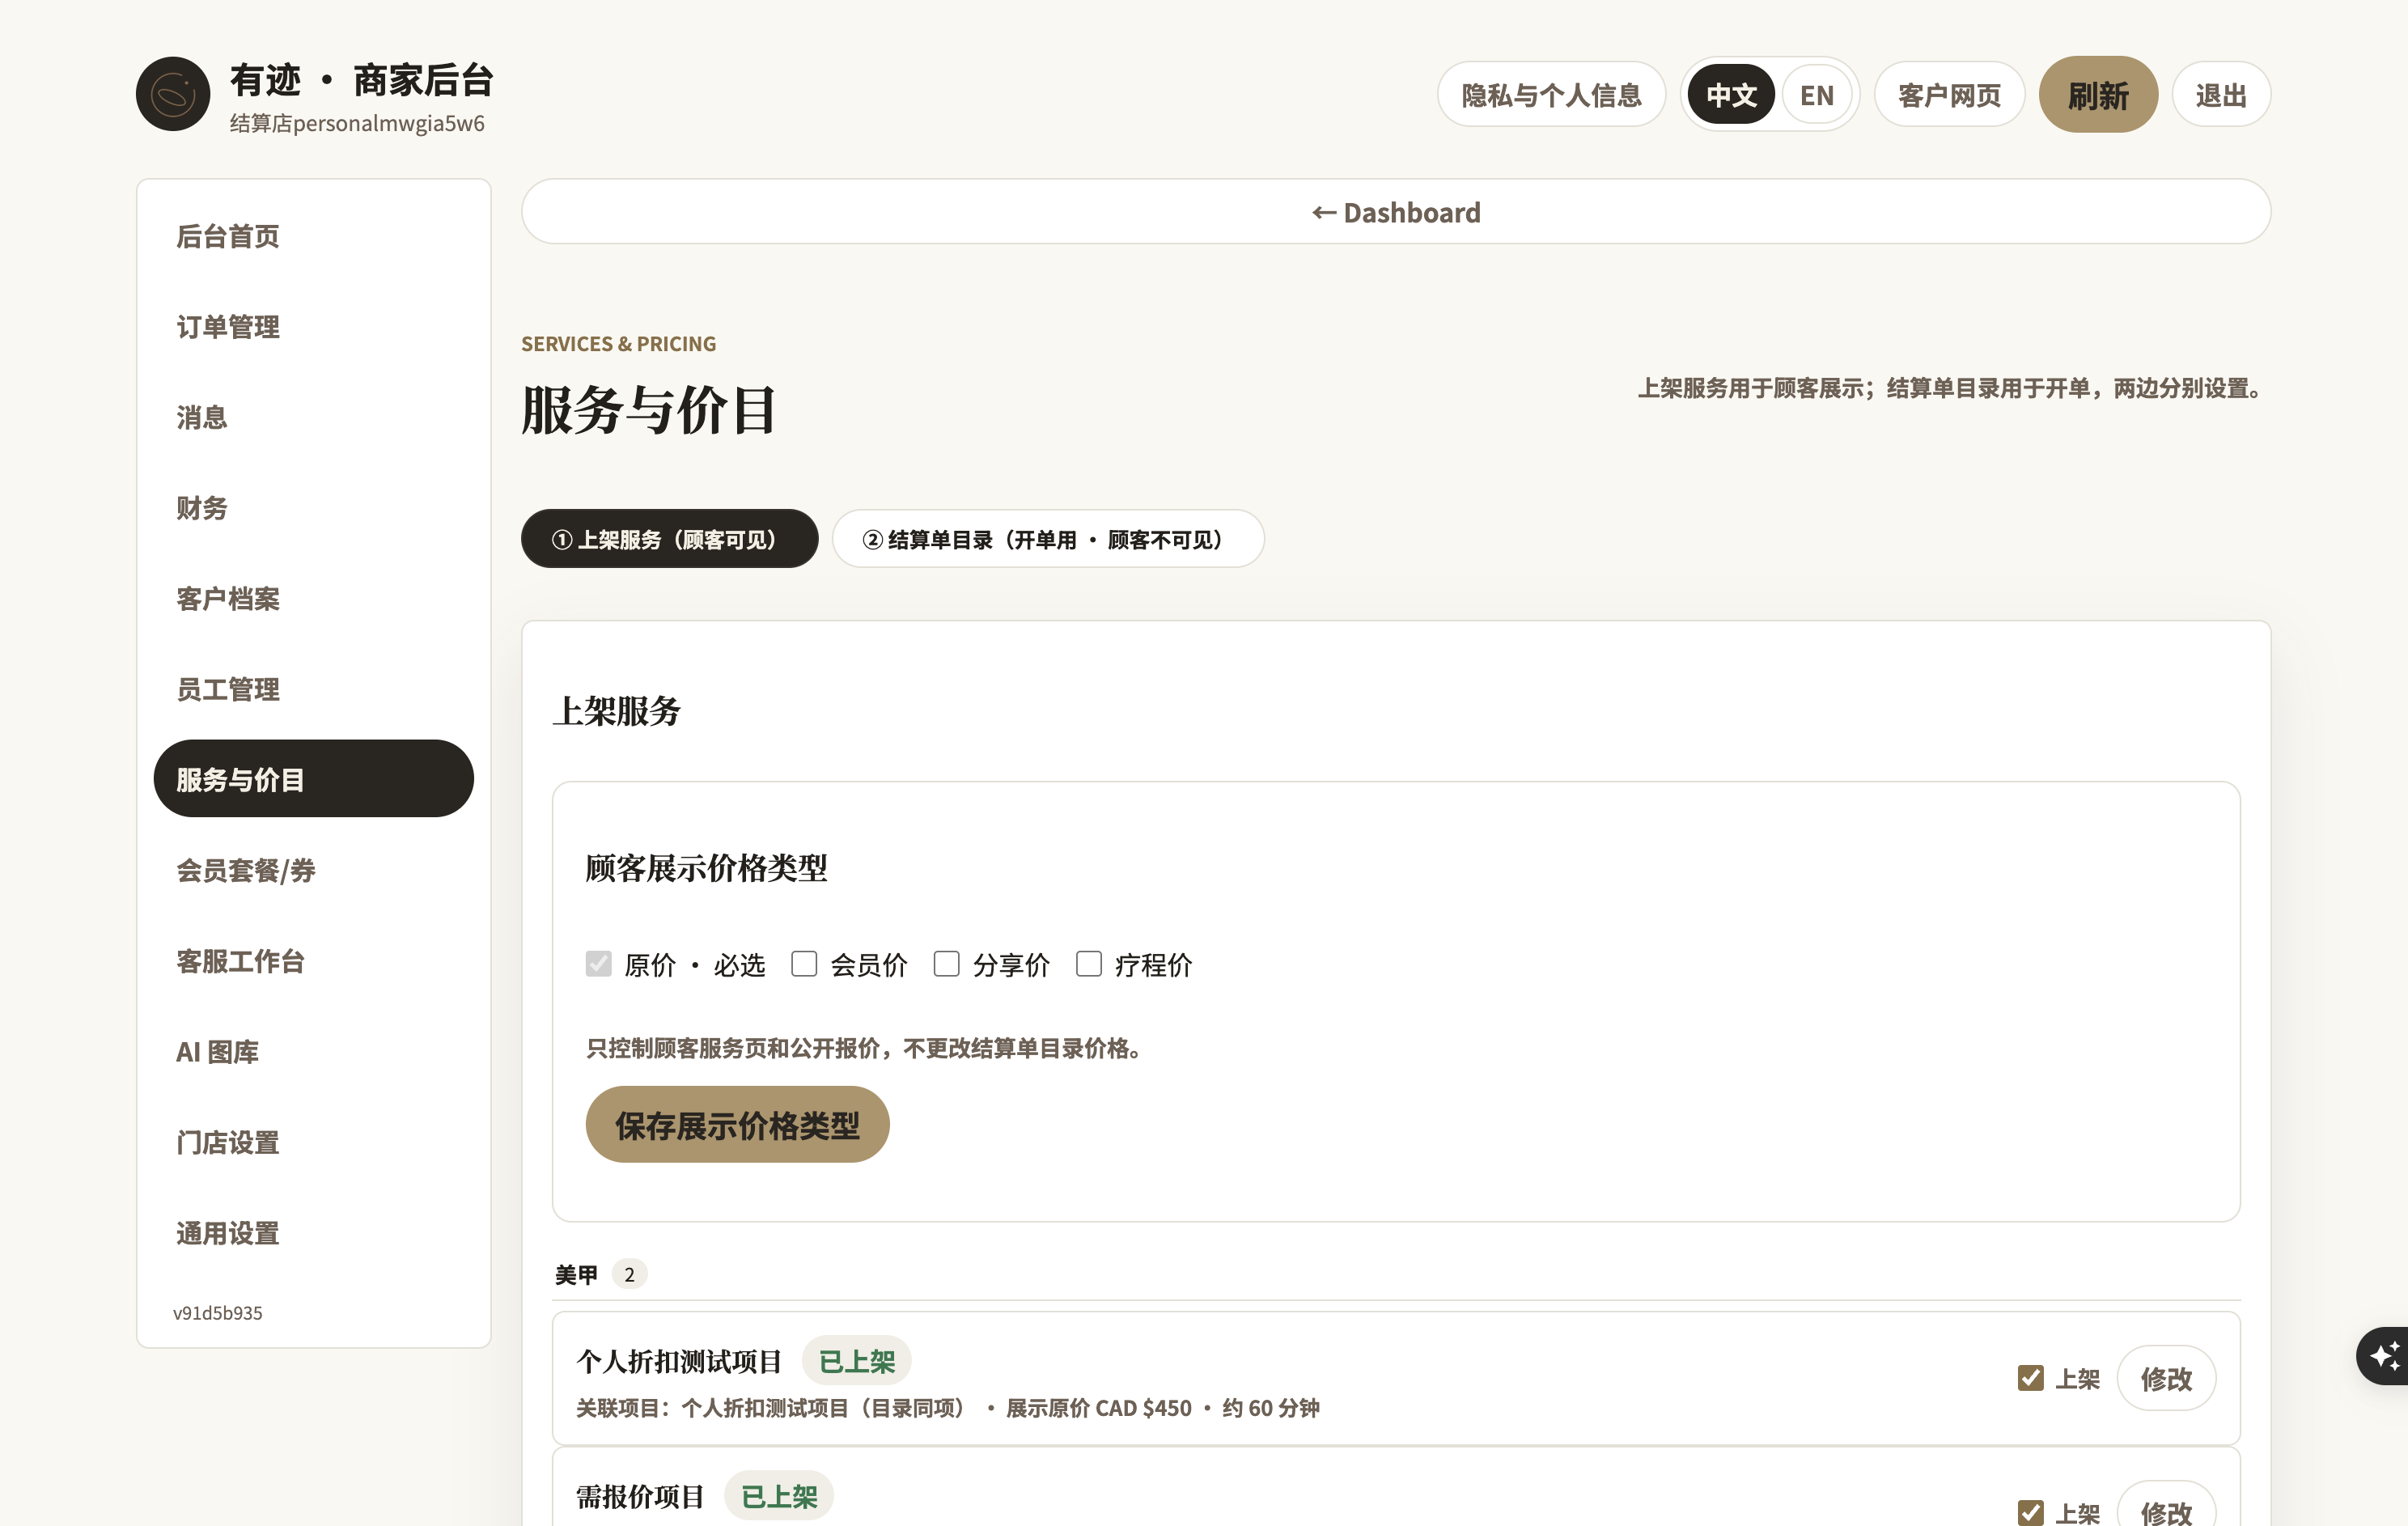 有迹 · 商家后台
结算店personalmwgia5w6
隐私与个人信息
中文
EN
客户网页
刷新
退出
后台首页
订单管理
消息
财务
客户档案
员工管理
服务与价目
会员套餐/券
客服工作台
AI 图库
门店设置
通用设置
v91d5b935
← Dashboard
SERVICES & PRICING
服务与价目
上架服务用于顾客展示；结算单目录用于开单，两边分别设置。
① 上架服务（顾客可见）
② 结算单目录（开单用 · 顾客不可见）
上架服务
顾客展示价格类型
原价 · 必选
会员价
分享价
疗程价
只控制顾客服务页和公开报价，不更改结算单目录价格。
保存展示价格类型
美甲 2
个人折扣测试项目 已上架
关联项目：个人折扣测试项目（目录同项） · 展示原价 CAD $450 · 约 60 分钟
上架
修改
需报价项目 已上架
上架
修改